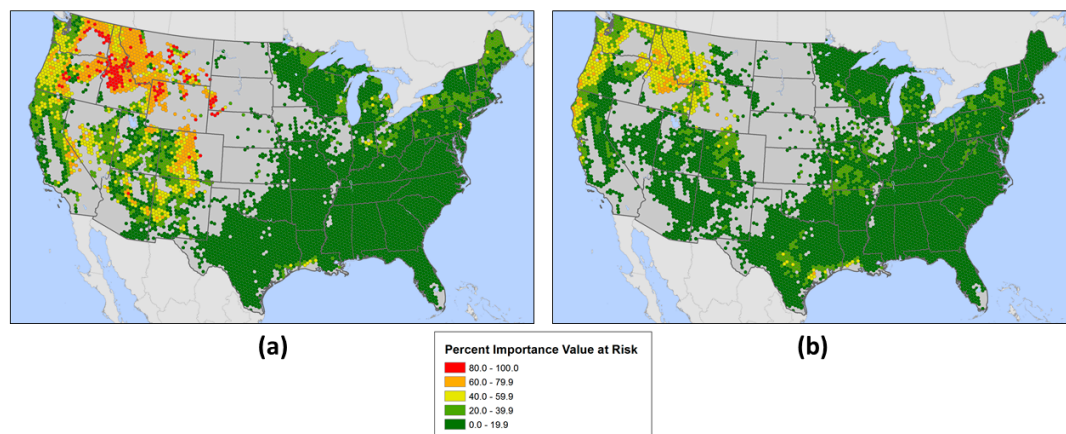 (a)
(b)
Percent Importance Value at Risk
80.0 - 100.0
60.0 - 79.9
40.0 - 59.9
20.0 - 39.9
0.0 - 19.9